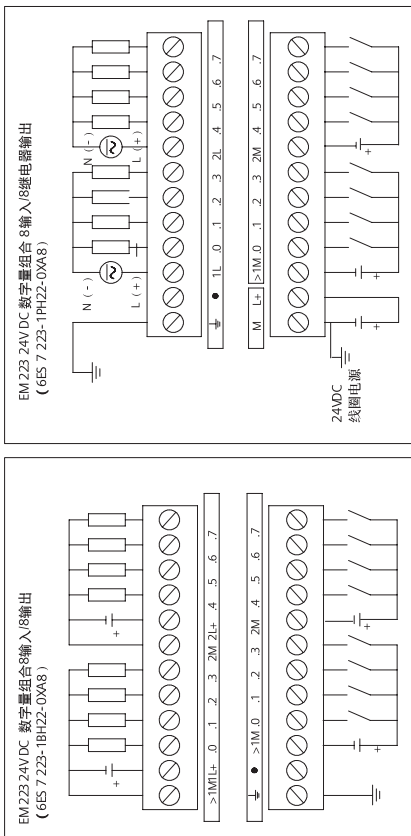 EM 223 24V DC 数字量组合8输入/8输出
(6ES 7 223-1BH22-0XA8)
+ +
>1M1L+ .0 .1 .2 .3 2M 2L+ .4 .5 .6 .7
● >1M .0 .1 .2 .3 2M .4 .5 .6 .7
+ +
EM 223 24V DC 数字量组合 8输入/8继电器输出
(6ES 7 223-1PH22-0XA8)
N (-) N (-)
L (+) L (+)
● 1L .0 .1 .2 .3 2L .4 .5 .6 .7
M L+ >1M .0 .1 .2 .3 2M .4 .5 .6 .7
+ +
24VDC
线圈电源